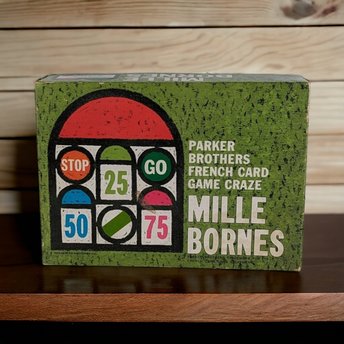 STOP
GO
25
50
75
PARKER
BROTHERS
FRENCH CARD
GAME CRAZE
MILLE
BORNES